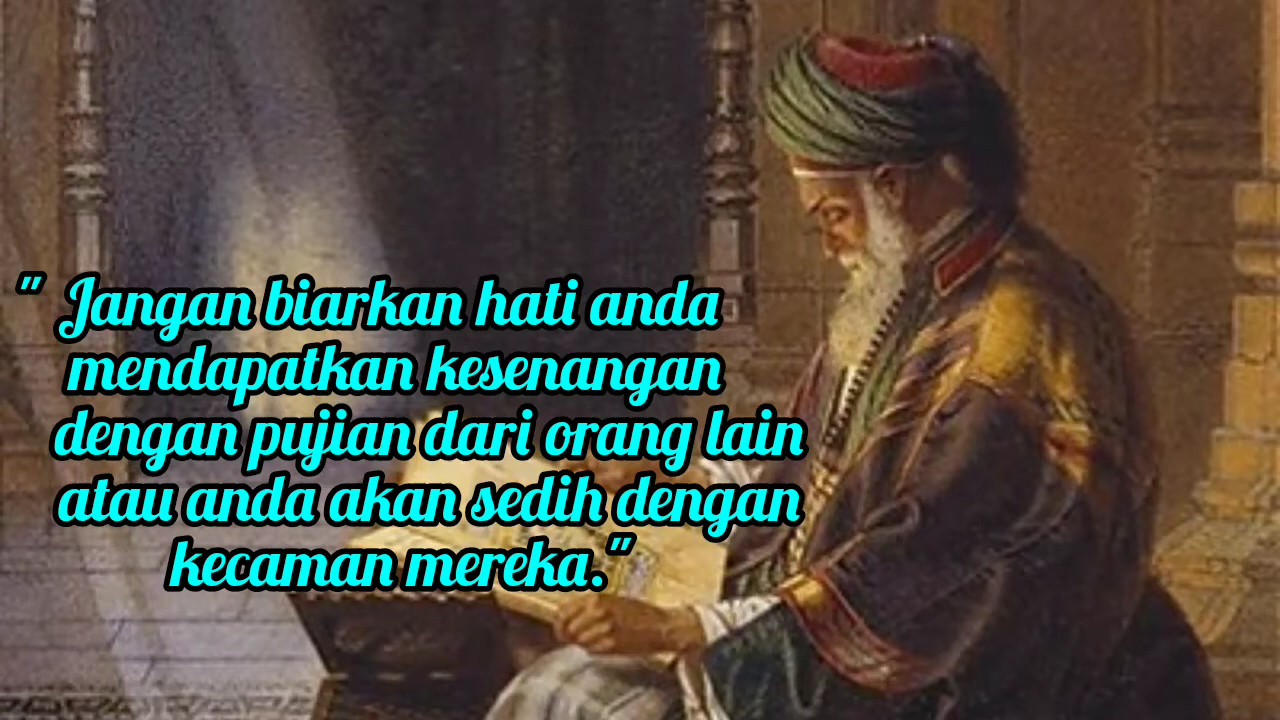 " Jangan biarkan hati anda
mendapatkan kesenangan
dengan pujian dari orang lain
atau anda akan sedih dengan
kecaman mereka."